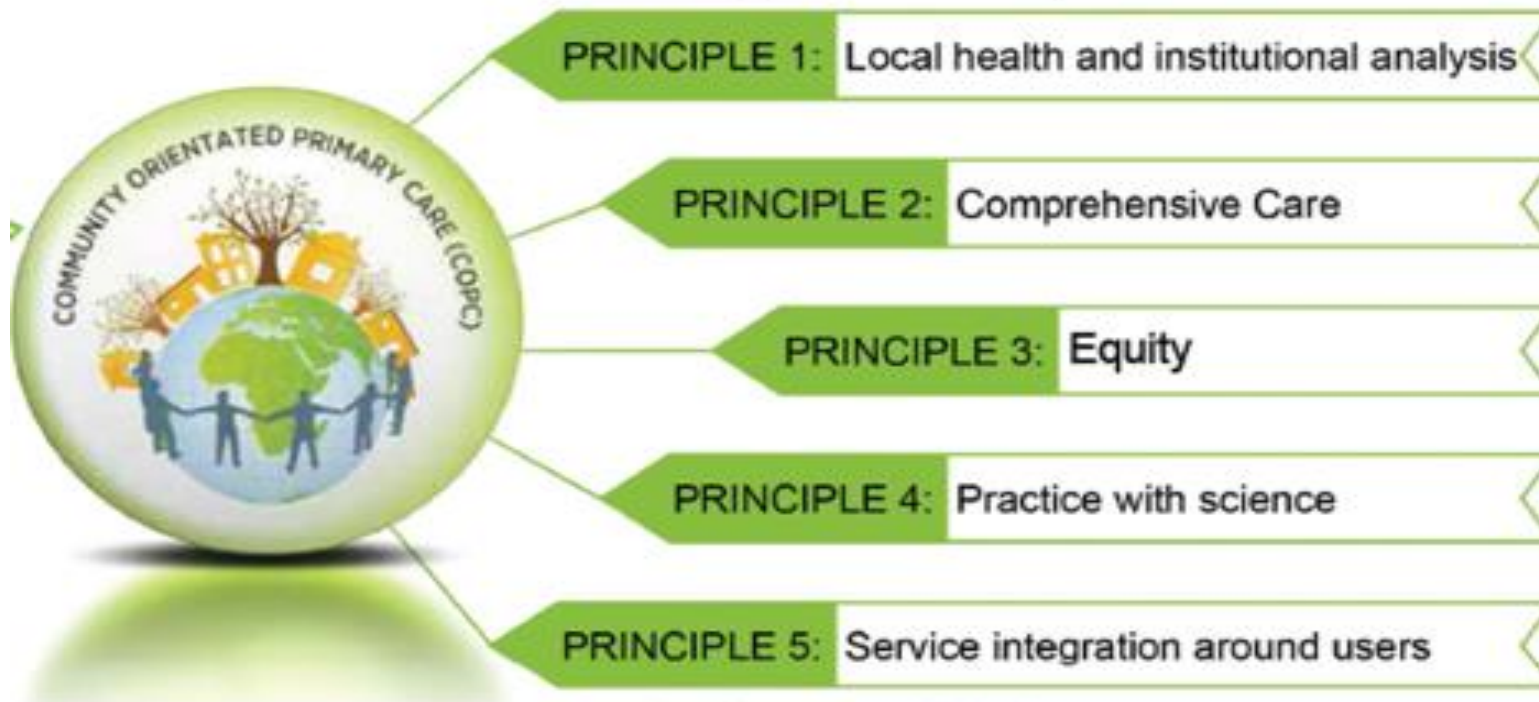 COMMUNITY ORIENTATED PRIMARY CARE (COPC)
PRINCIPLE 1: Local health and institutional analysis
PRINCIPLE 2: Comprehensive Care
PRINCIPLE 3: Equity
PRINCIPLE 4: Practice with science
PRINCIPLE 5: Service integration around users